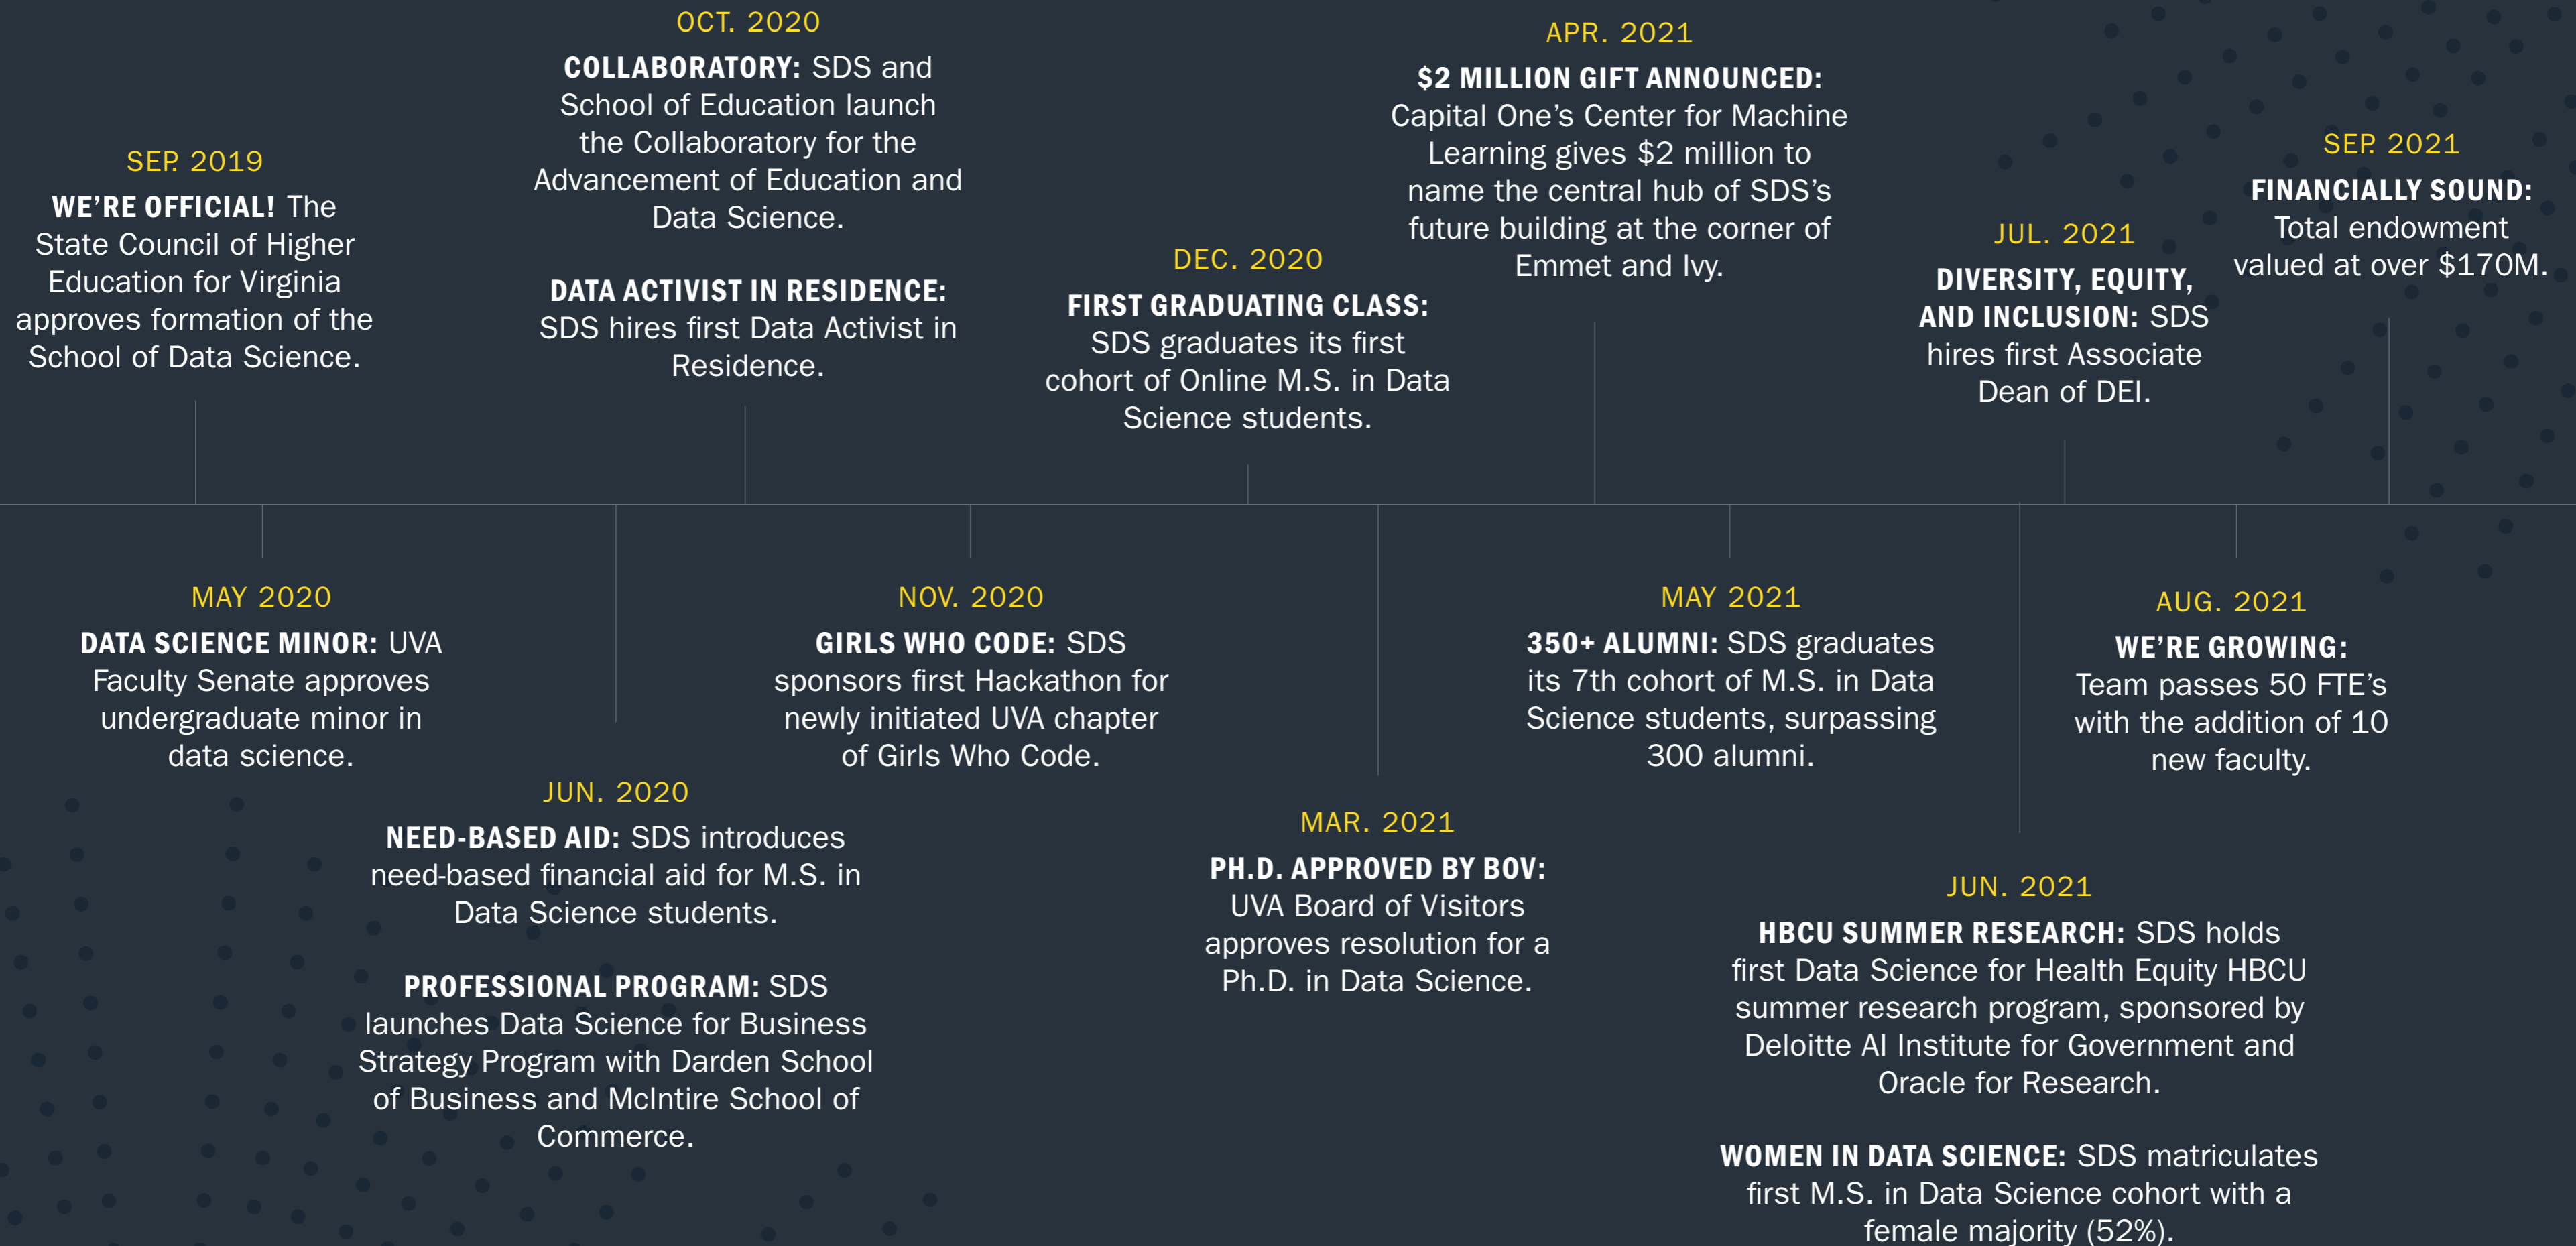 SEP. 2019
WE'RE OFFICIAL! The
State Council of Higher
Education for Virginia
approves formation of the
School of Data Science.
MAY 2020
DATA SCIENCE MINOR: UVA
Faculty Senate approves
undergraduate minor in
data science.
JUN. 2020
NEED-BASED AID: SDS introduces
need-based financial aid for M.S. in
Data Science students.
PROFESSIONAL PROGRAM: SDS
launches Data Science for Business
Strategy Program with Darden School
of Business and McIntire School of
Commerce.
OCT. 2020
COLLABORATORY: SDS and
School of Education launch
the Collaboratory for the
Advancement of Education and
Data Science.
DATA ACTIVIST IN RESIDENCE:
SDS hires first Data Activist in
Residence.
NOV. 2020
GIRLS WHO CODE: SDS
sponsors first Hackathon for
newly initiated UVA chapter
of Girls Who Code.
DEC. 2020
FIRST GRADUATING CLASS:
SDS graduates its first
cohort of Online M.S. in Data
Science students.
MAR. 2021
PH.D. APPROVED BY BOV:
UVA Board of Visitors
approves resolution for a
Ph.D. in Data Science.
APR. 2021
$2 MILLION GIFT ANNOUNCED:
Capital One's Center for Machine
Learning gives $2 million to
name the central hub of SDS's
future building at the corner of
Emmet and Ivy.
MAY 2021
350+ ALUMNI: SDS graduates
its 7th cohort of M.S. in Data
Science students, surpassing
300 alumni.
JUN. 2021
HBCU SUMMER RESEARCH: SDS holds
first Data Science for Health Equity HBCU
summer research program, sponsored by
Deloitte AI Institute for Government and
Oracle for Research.
WOMEN IN DATA SCIENCE: SDS matriculates
first M.S. in Data Science cohort with a
female majority (52%).
JUL. 2021
DIVERSITY, EQUITY,
AND INCLUSION: SDS
hires first Associate
Dean of DEI.
AUG. 2021
WE'RE GROWING:
Team passes 50 FTE's
with the addition of 10
new faculty.
SEP. 2021
FINANCIALLY SOUND:
Total endowment
valued at over $170M.